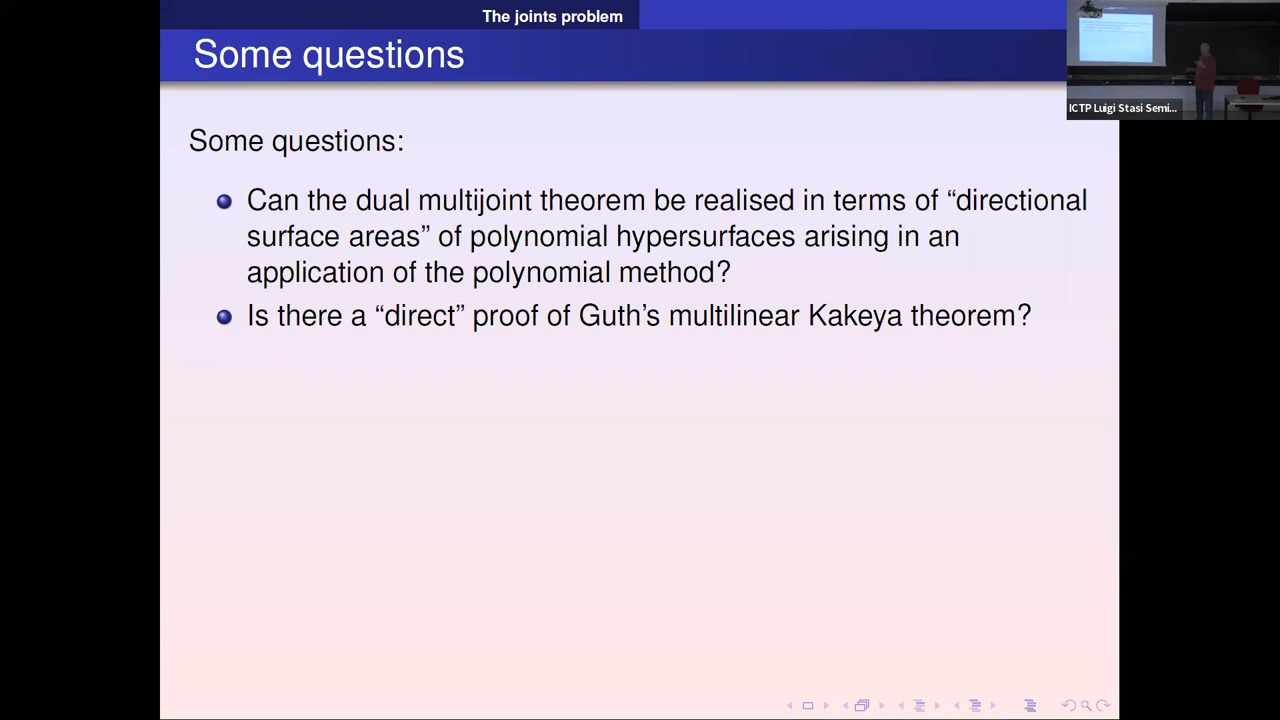 The joints problem
Some questions
ICTP Luigi Stasi Semi...
Some questions:
Can the dual multijoint theorem be realised in terms of “directional
surface areas” of polynomial hypersurfaces arising in an
application of the polynomial method?
Is there a “direct” proof of Guth’s multilinear Kakeya theorem?